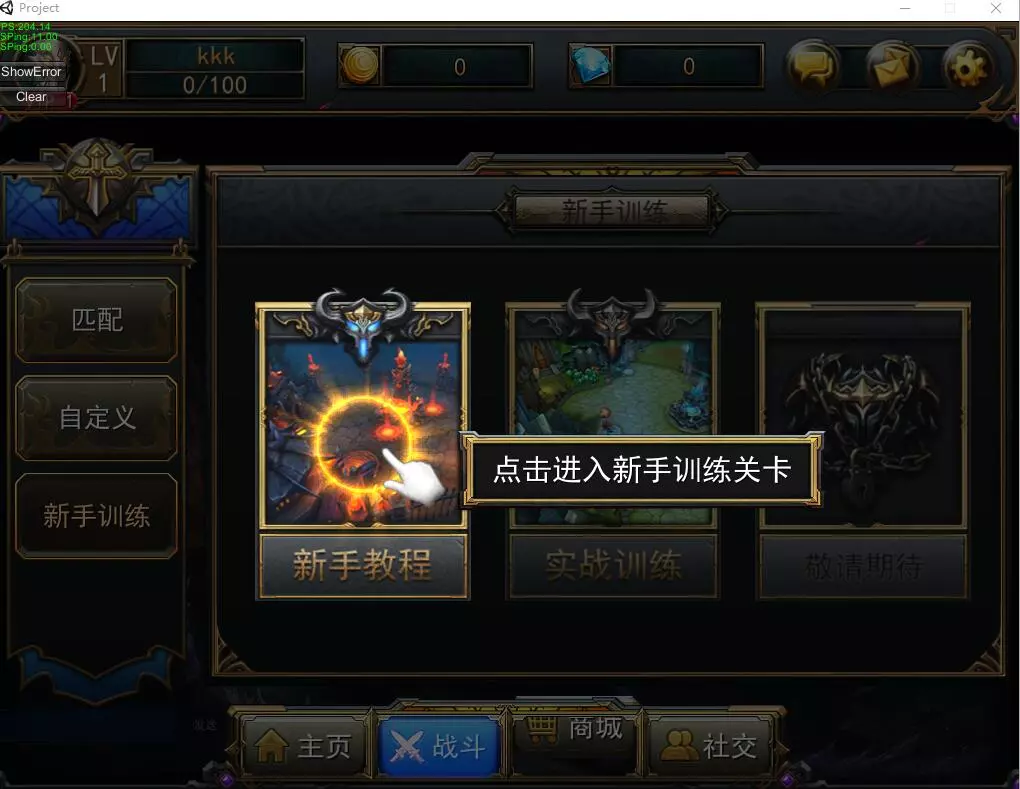 Project
PS:204.14
SPing:11.00
SPing:0.00
ShowError
Clear
LV
1
1
kkk
0/100
0
0
新手训练
匹配
自定义
新手训练
点击进入新手训练关卡
新手教程
实战训练
敬请期待
发送
主页
战斗
商城
社交